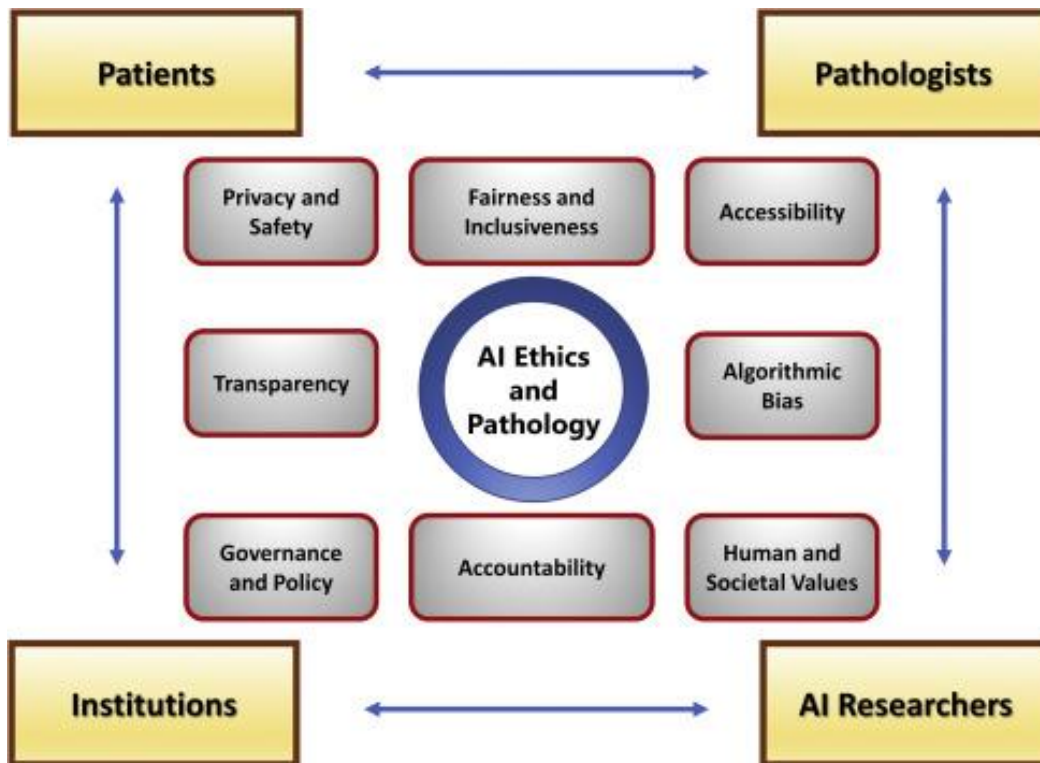 Patients
Pathologists
Privacy and
Safety
Fairness and
Inclusiveness
Accessibility
Transparency
AI Ethics
and
Pathology
Algorithmic
Bias
Governance
and Policy
Accountability
Human and
Societal Values
Institutions
AI Researchers